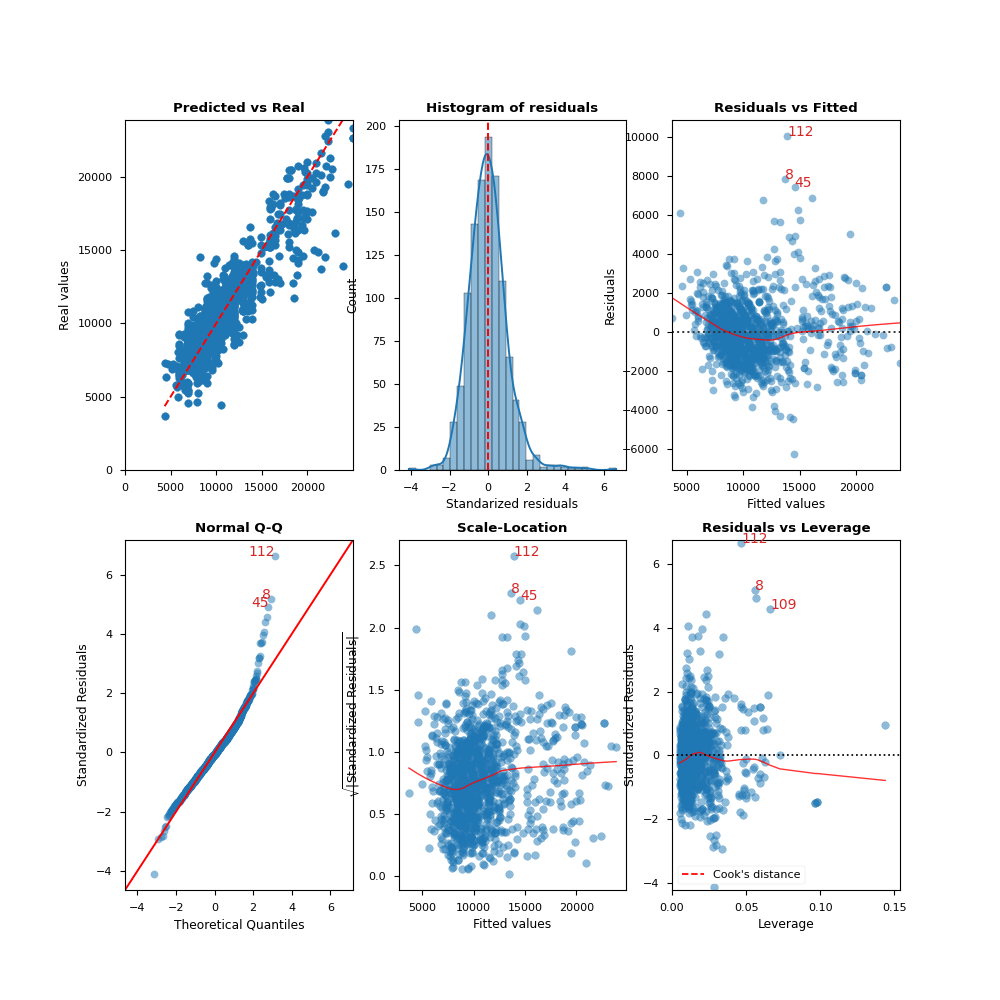 Predicted vs Real
Real values
20000
15000
10000
5000
0
0 5000 10000 15000 20000
Histogram of residuals
Count
200
175
150
125
100
75
50
25
0
−4 −2 0 2 4 6
Standarized residuals
Residuals vs Fitted
Residuals
10000
8000
6000
4000
2000
0
−2000
−4000
−6000
112
8
45
5000 10000 15000 20000
Fitted values
Normal Q-Q
Standardized Residuals
6
4
2
0
−2
−4
112
8
45
−4 −2 0 2 4 6
Theoretical Quantiles
Scale-Location
√|Standardized Residuals|
2.5
2.0
1.5
1.0
0.5
0.0
112
8
45
5000 10000 15000 20000
Fitted values
Residuals vs Leverage
Standardized Residuals
6
4
2
0
−2
−4
112
8
109
Cook's distance
0.00 0.05 0.10 0.15
Leverage